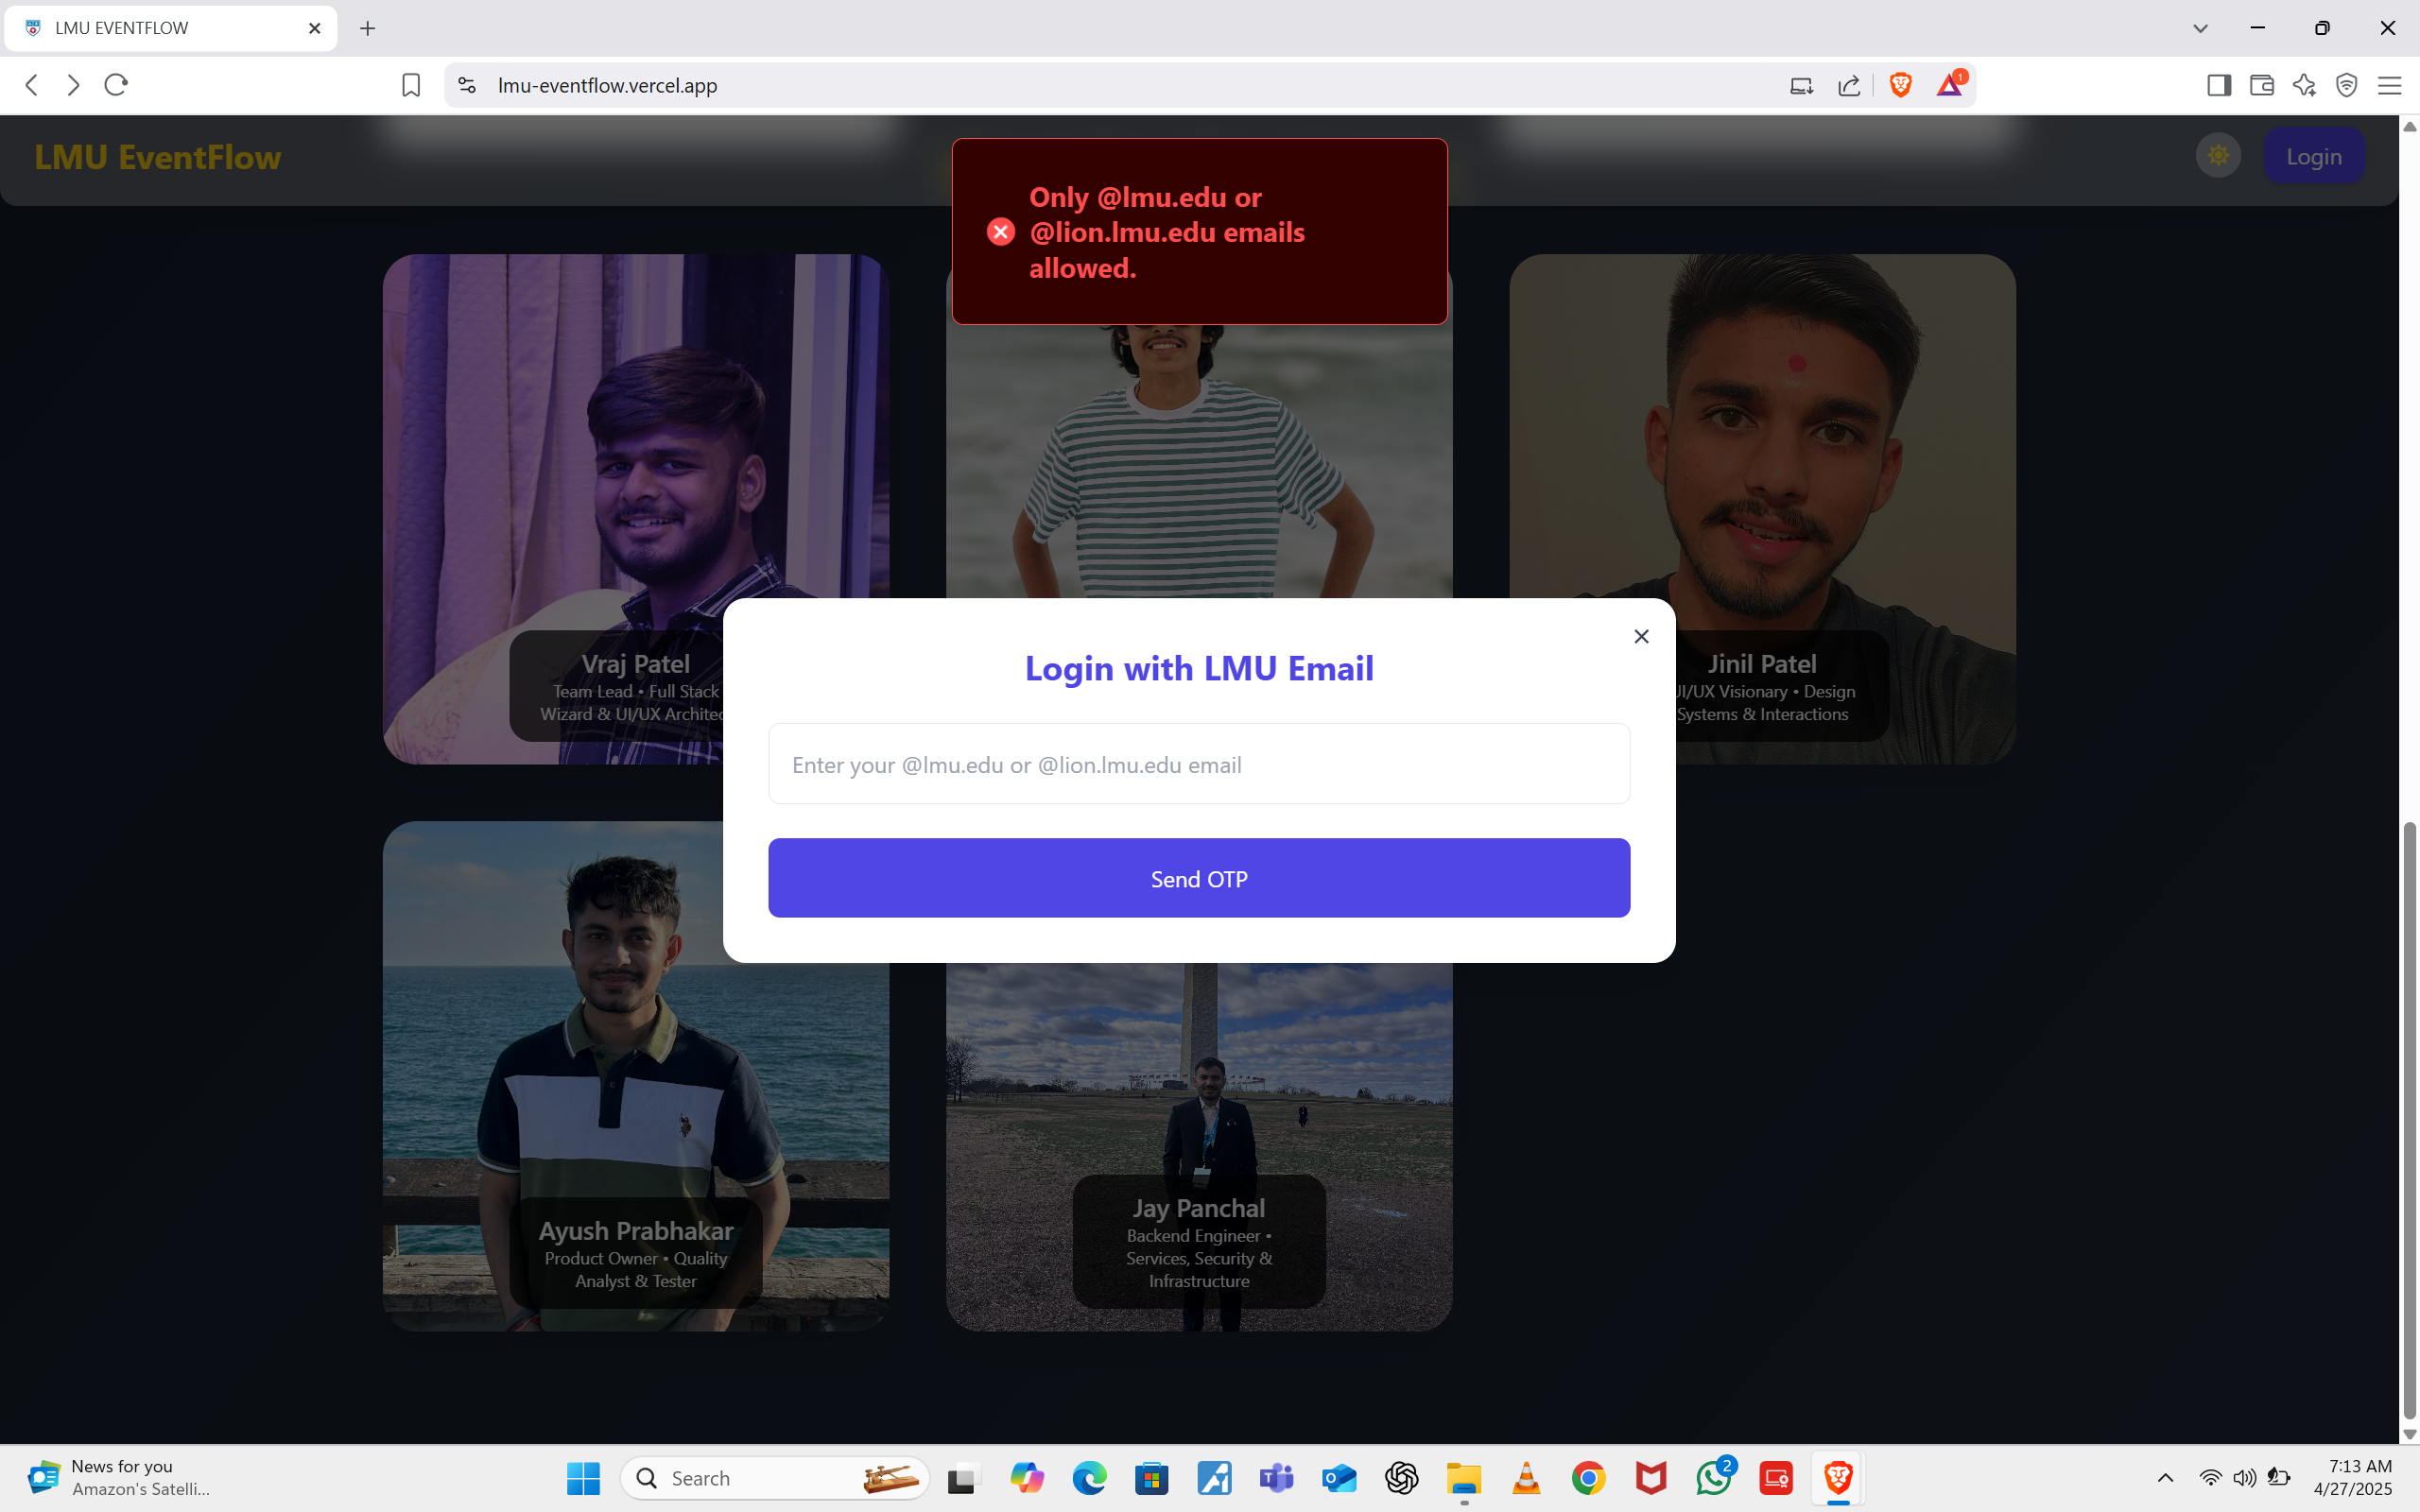 LMU EVENTFLOW
lmu-eventflow.vercel.app
1
LMU EventFlow
Login
Only @lmu.edu or
@lion.lmu.edu emails
allowed.
Vraj Patel
Team Lead • Full Stack
Wizard & UI/UX Architec
Jinil Patel
UI/UX Visionary • Design
Systems & Interactions
Login with LMU Email
Enter your @lmu.edu or @lion.lmu.edu email
Send OTP
Ayush Prabhakar
Product Owner • Quality
Analyst & Tester
Jay Panchal
Backend Engineer •
Services, Security &
Infrastructure
News for you
Amazon's Satelli...
Search
2
7:13 AM
4/27/2025